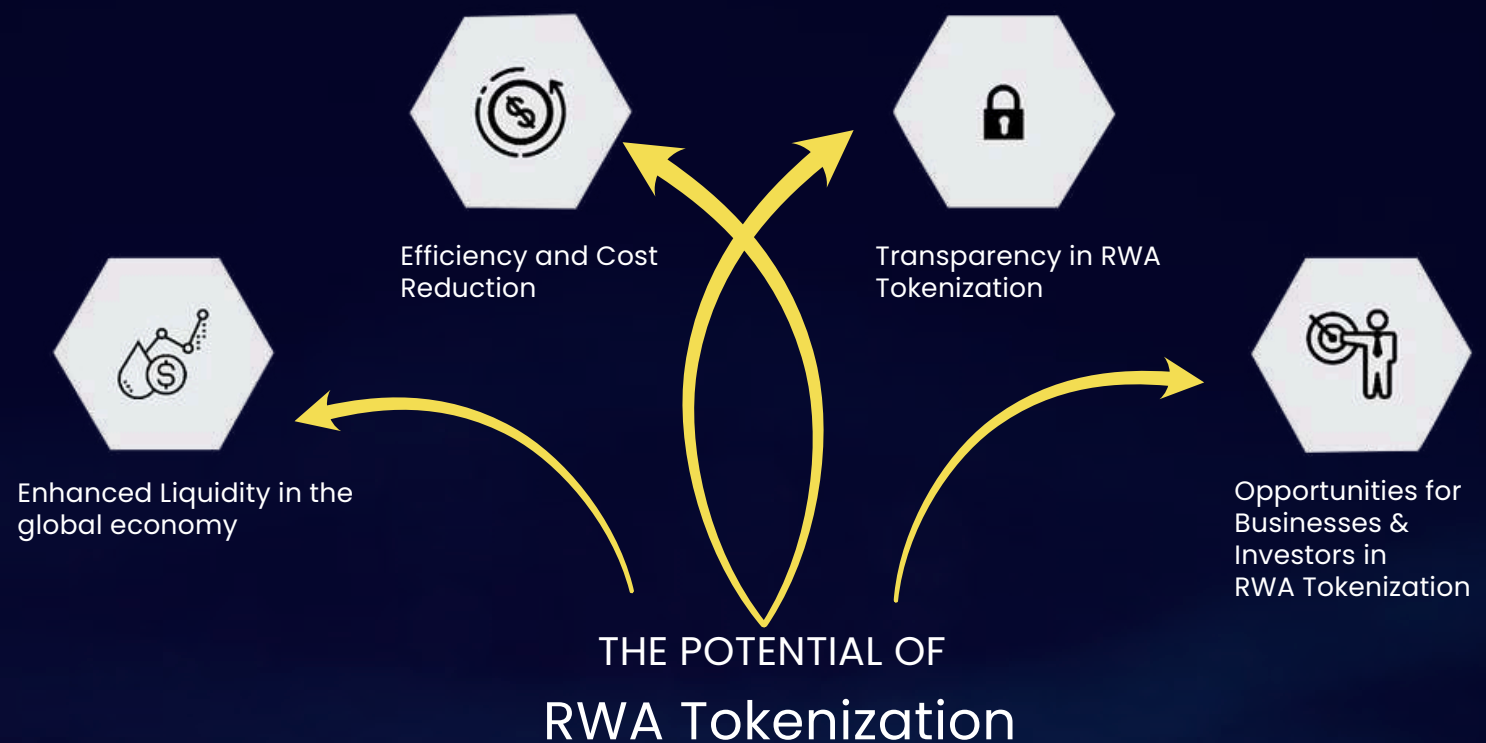 Efficiency and Cost
Reduction
Transparency in RWA
Tokenization
Enhanced Liquidity in the
global economy
Opportunities for
Businesses &
Investors in
RWA Tokenization
THE POTENTIAL OF
RWA Tokenization